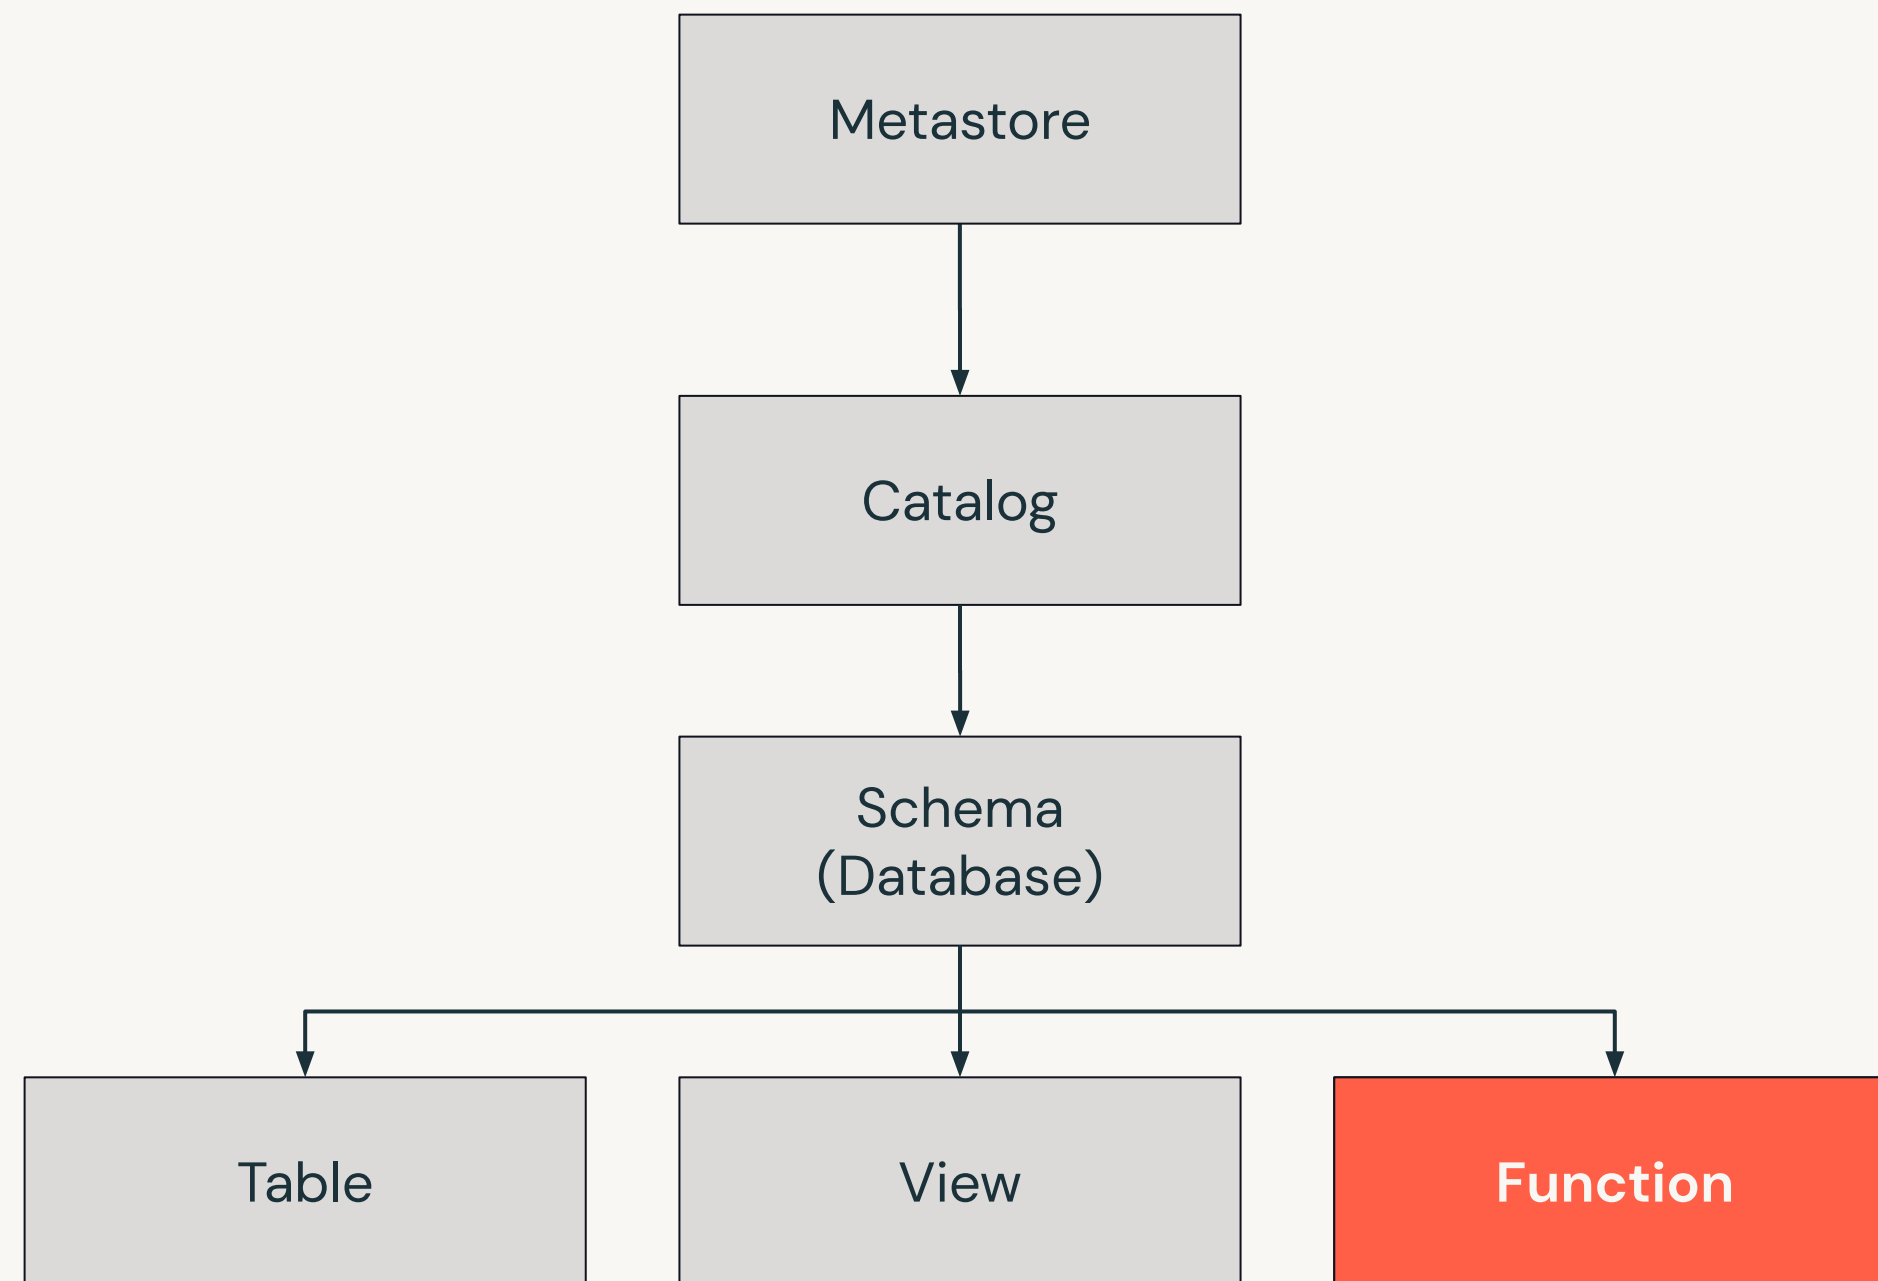 Metastore
Catalog
Schema
(Database)
Table
View
Function